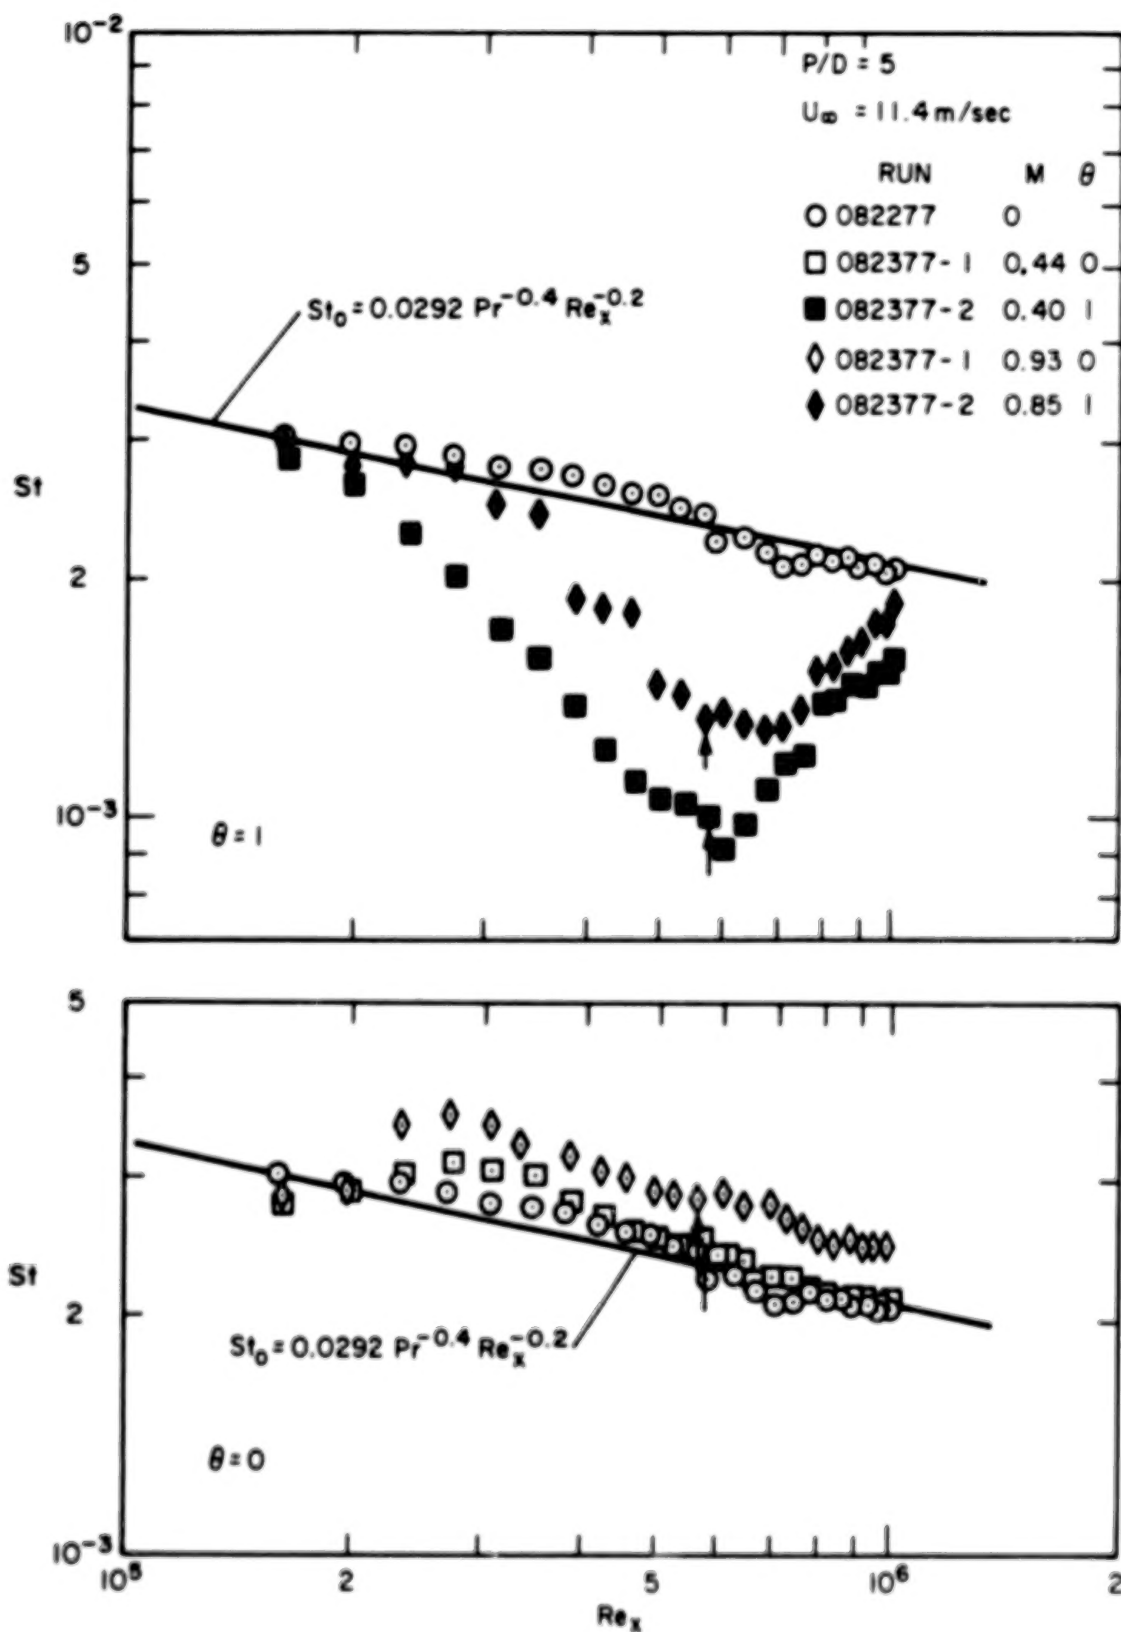 10⁻²
P/D = 5
U∞ = 11.4 m/sec
RUN M θ
082277 0
082377-1 0.44 0
082377-2 0.40 1
082377-1 0.93 0
082377-2 0.85 1
5
St₀ = 0.0292 Pr⁻⁰·⁴ Reₓ⁻⁰·²
St
2
10⁻³
θ = 1
5
St
2
St₀ = 0.0292 Pr⁻⁰·⁴ Reₓ⁻⁰·²
θ = 0
10⁻³
10⁵ 2 5 10⁶ 2
Reₓ